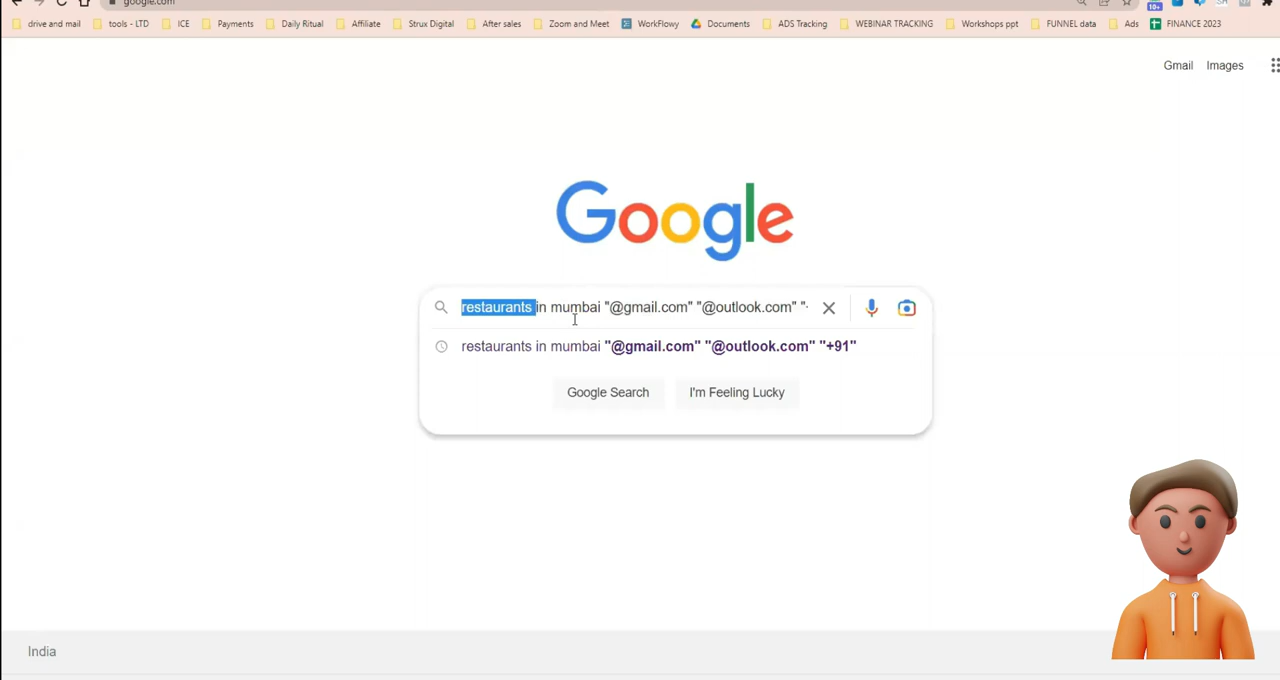 google.com
10+
drive and mail tools - LTD ICE Payments Daily Ritual Affiliate Strux Digital After sales Zoom and Meet WorkFlowy Documents ADS Tracking WEBINAR TRACKING Workshops ppt FUNNEL data Ads FINANCE 2023
Gmail Images
Google
restaurants in mumbai "@gmail.com" "@outlook.com" "
restaurants in mumbai "@gmail.com" "@outlook.com" "+91"
Google Search I'm Feeling Lucky
India